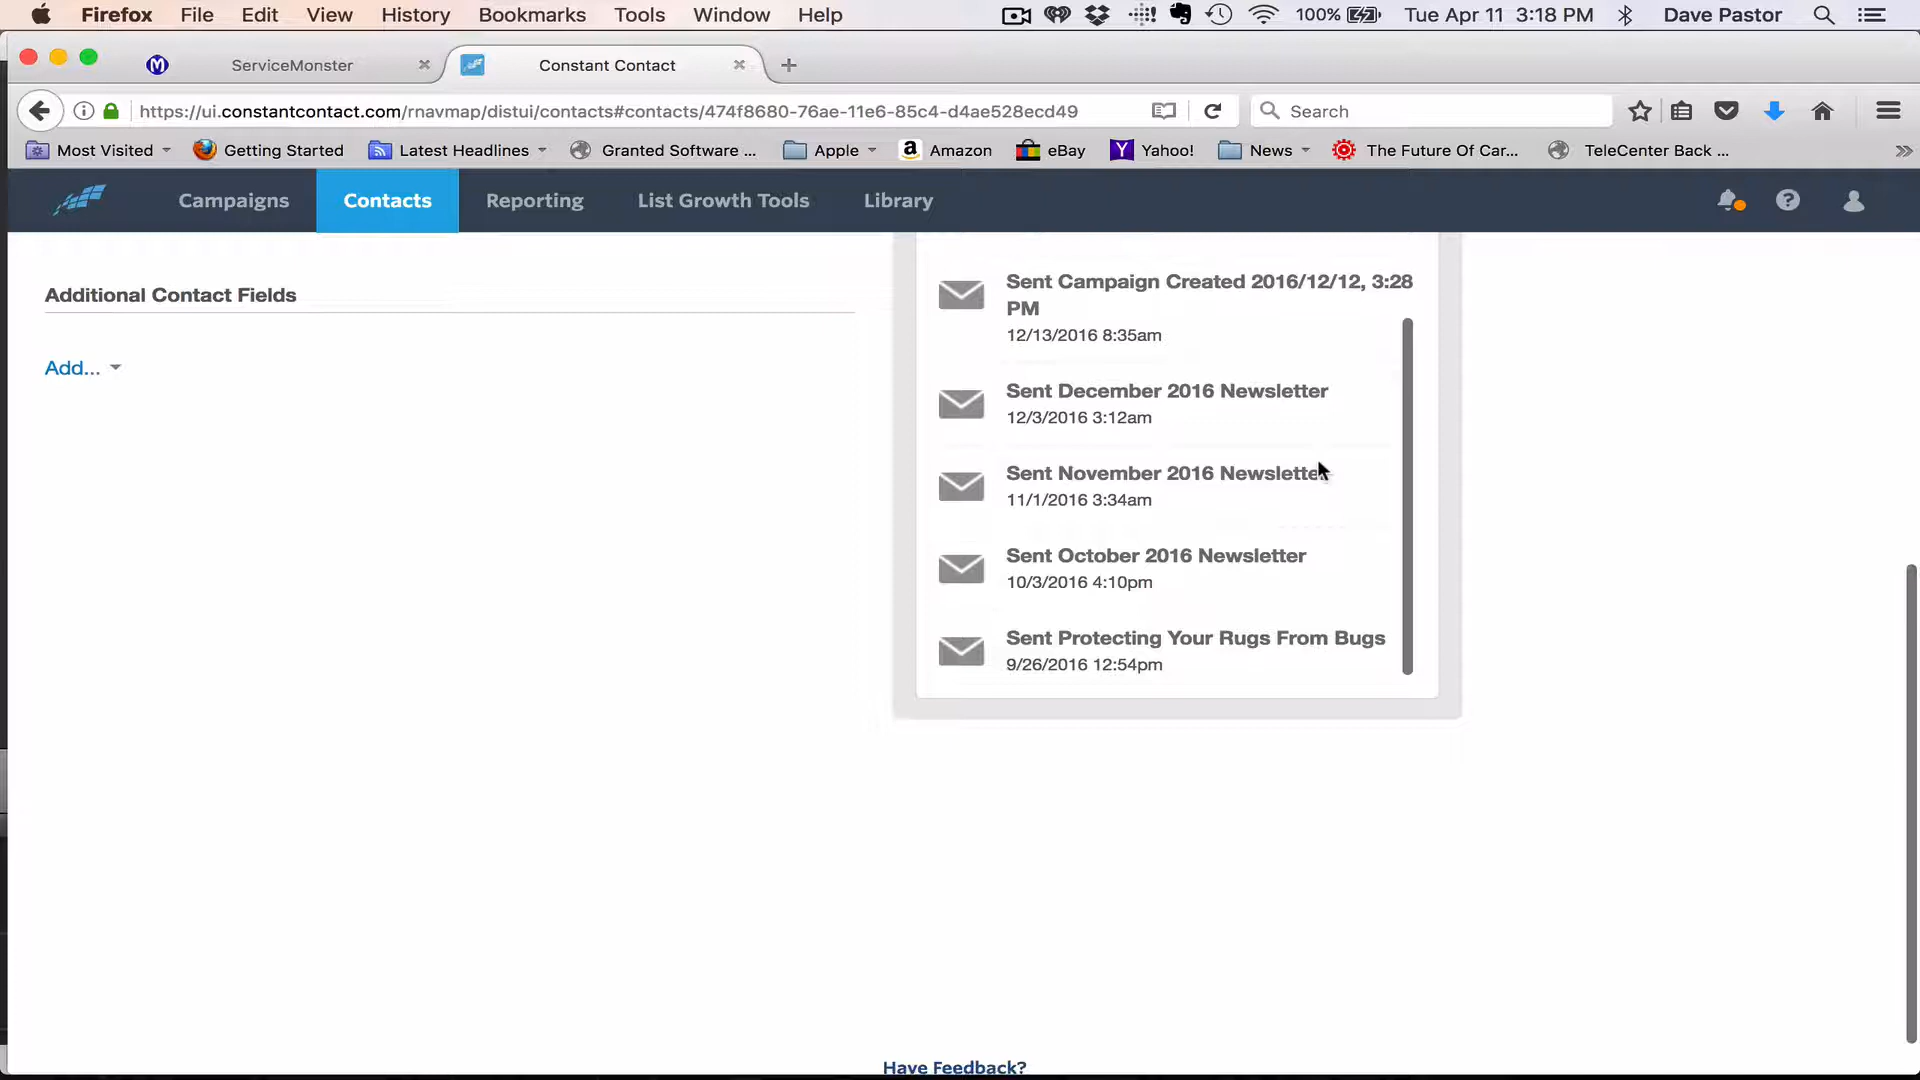 Firefox File Edit View History Bookmarks Tools Window Help 100% Tue Apr 11 3:18 PM Dave Pastor
ServiceMonster Constant Contact
https://ui.constantcontact.com/rnavmap/distui/contacts#contacts/474f8680-76ae-11e6-85c4-d4ae528ecd49 Search
Most Visited Getting Started Latest Headlines Granted Software ... Apple Amazon eBay Yahoo! News The Future Of Car... TeleCenter Back ...
Campaigns Contacts Reporting List Growth Tools Library
Additional Contact Fields
Add...
Sent Campaign Created 2016/12/12, 3:28
PM
12/13/2016 8:35am
Sent December 2016 Newsletter
12/3/2016 3:12am
Sent November 2016 Newsletter
11/1/2016 3:34am
Sent October 2016 Newsletter
10/3/2016 4:10pm
Sent Protecting Your Rugs From Bugs
9/26/2016 12:54pm
Have Feedback?